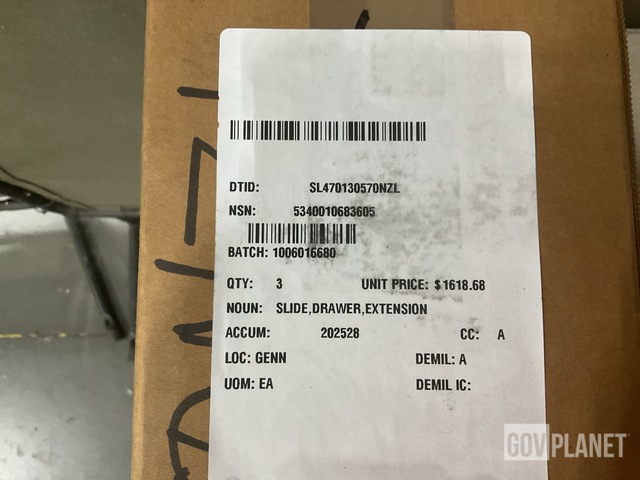 DTID: SL470130570NZL
NSN: 5340010683605
BATCH: 1006016680
QTY: 3 UNIT PRICE: $1618.68
NOUN: SLIDE,DRAWER,EXTENSION
ACCUM: 202528 CC: A
LOC: GENN DEMIL: A
UOM: EA DEMIL IC:
GOVPLANET